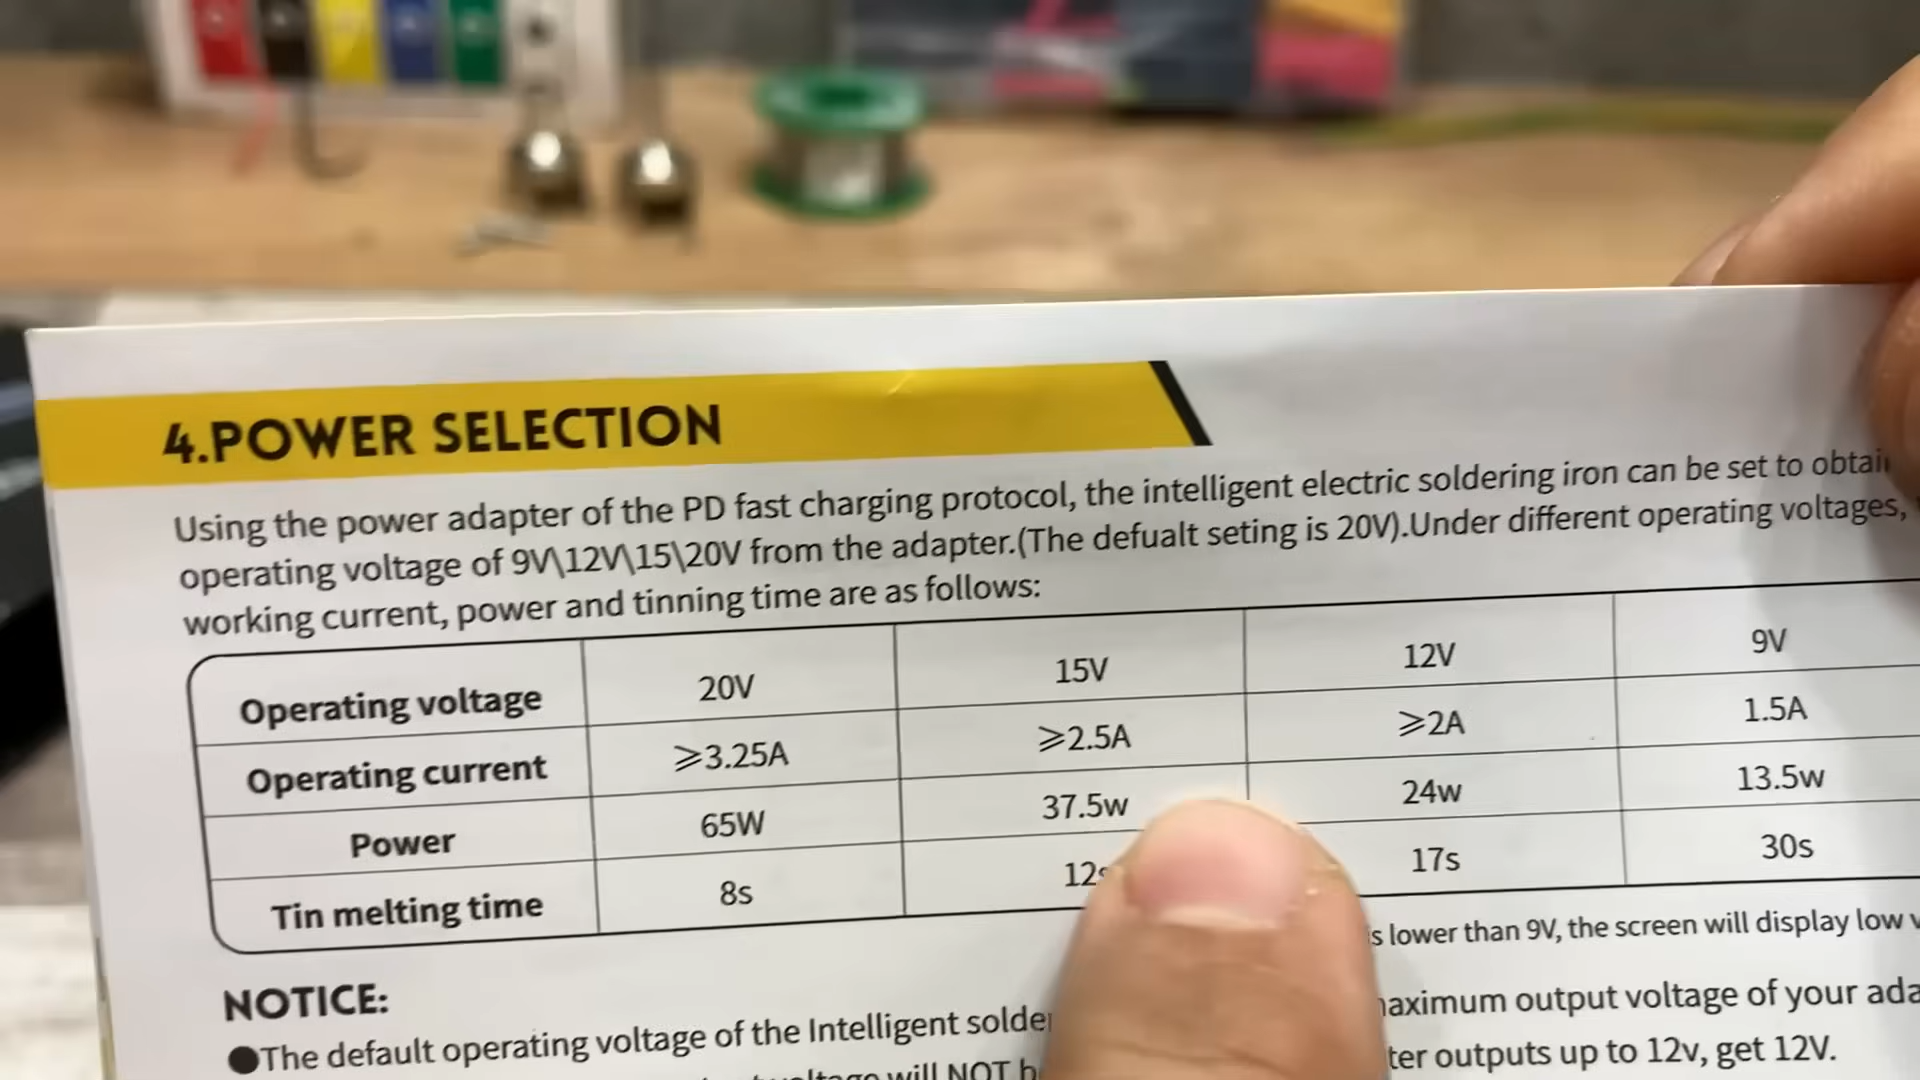 4.POWER SELECTION
Using the power adapter of the PD fast charging protocol, the intelligent electric soldering iron can be set to obtain
operating voltage of 9V\12V\15\20V from the adapter.(The defualt seting is 20V).Under different operating voltages,
working current, power and tinning time are as follows:
Operating voltage 20V 15V 12V 9V
Operating current ⩾3.25A ⩾2.5A ⩾2A 1.5A
Power 65W 37.5w 24w 13.5w
Tin melting time 8s 12s 17s 30s
lower than 9V, the screen will display low
NOTICE:
●The default operating voltage of the Intelligent maximum output voltage of your
will NOT outputs up to 12v, get 12V.